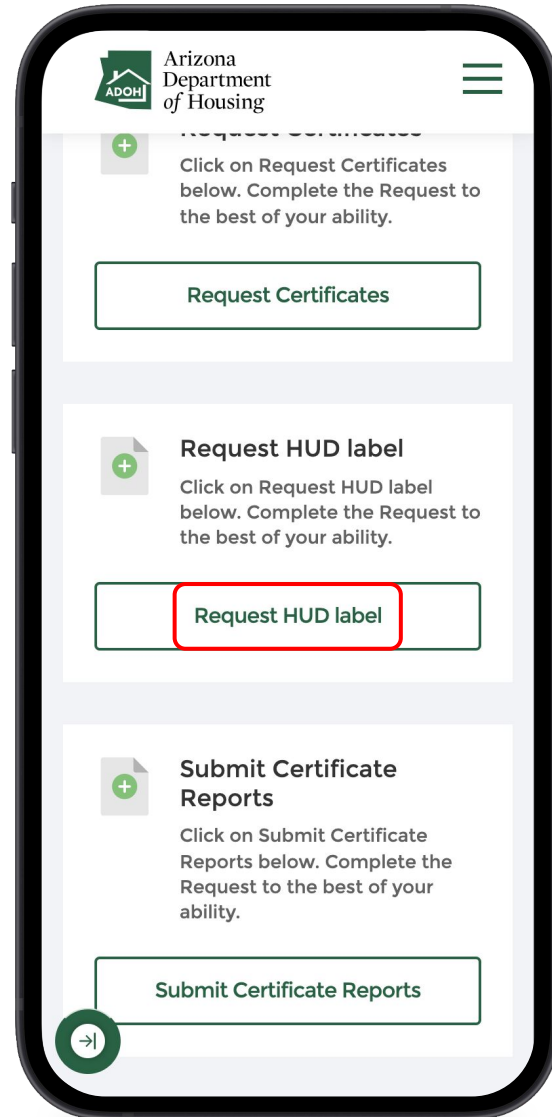 ADOH
Arizona
Department
of Housing
Request Certificates
Click on Request Certificates
below. Complete the Request to
the best of your ability.
Request Certificates
Request HUD label
Click on Request HUD label
below. Complete the Request to
the best of your ability.
Request HUD label
Submit Certificate
Reports
Click on Submit Certificate
Reports below. Complete the
Request to the best of your
ability.
Submit Certificate Reports